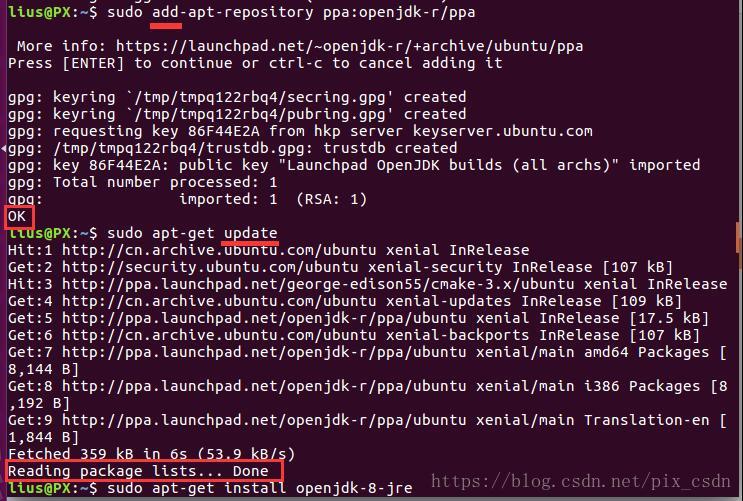 lius@PX:~$ sudo add-apt-repository ppa:openjdk-r/ppa
More info: https://launchpad.net/~openjdk-r/+archive/ubuntu/ppa
Press [ENTER] to continue or ctrl-c to cancel adding it
gpg: keyring `/tmp/tmpq122rbq4/secring.gpg' created
gpg: keyring `/tmp/tmpq122rbq4/pubring.gpg' created
gpg: requesting key 86F44E2A from hkp server keyserver.ubuntu.com
gpg: /tmp/tmpq122rbq4/trustdb.gpg: trustdb created
gpg: key 86F44E2A: public key "Launchpad OpenJDK builds (all archs)" imported
gpg: Total number processed: 1
gpg:               imported: 1  (RSA: 1)
OK
lius@PX:~$ sudo apt-get update
Hit:1 http://cn.archive.ubuntu.com/ubuntu xenial InRelease
Get:2 http://security.ubuntu.com/ubuntu xenial-security InRelease [107 kB]
Hit:3 http://ppa.launchpad.net/george-edison55/cmake-3.x/ubuntu xenial InRelease
Get:4 http://cn.archive.ubuntu.com/ubuntu xenial-updates InRelease [109 kB]
Get:5 http://ppa.launchpad.net/openjdk-r/ppa/ubuntu xenial InRelease [17.5 kB]
Get:6 http://cn.archive.ubuntu.com/ubuntu xenial-backports InRelease [107 kB]
Get:7 http://ppa.launchpad.net/openjdk-r/ppa/ubuntu xenial/main amd64 Packages [
8,144 B]
Get:8 http://ppa.launchpad.net/openjdk-r/ppa/ubuntu xenial/main i386 Packages [8
,192 B]
Get:9 http://ppa.launchpad.net/openjdk-r/ppa/ubuntu xenial/main Translation-en [
1,844 B]
Fetched 359 kB in 6s (53.9 kB/s)
Reading package lists... Done
lius@PX:~$ sudo apt-get install openjdk-8-jre
https://blog.csdn.net/pix_csdn